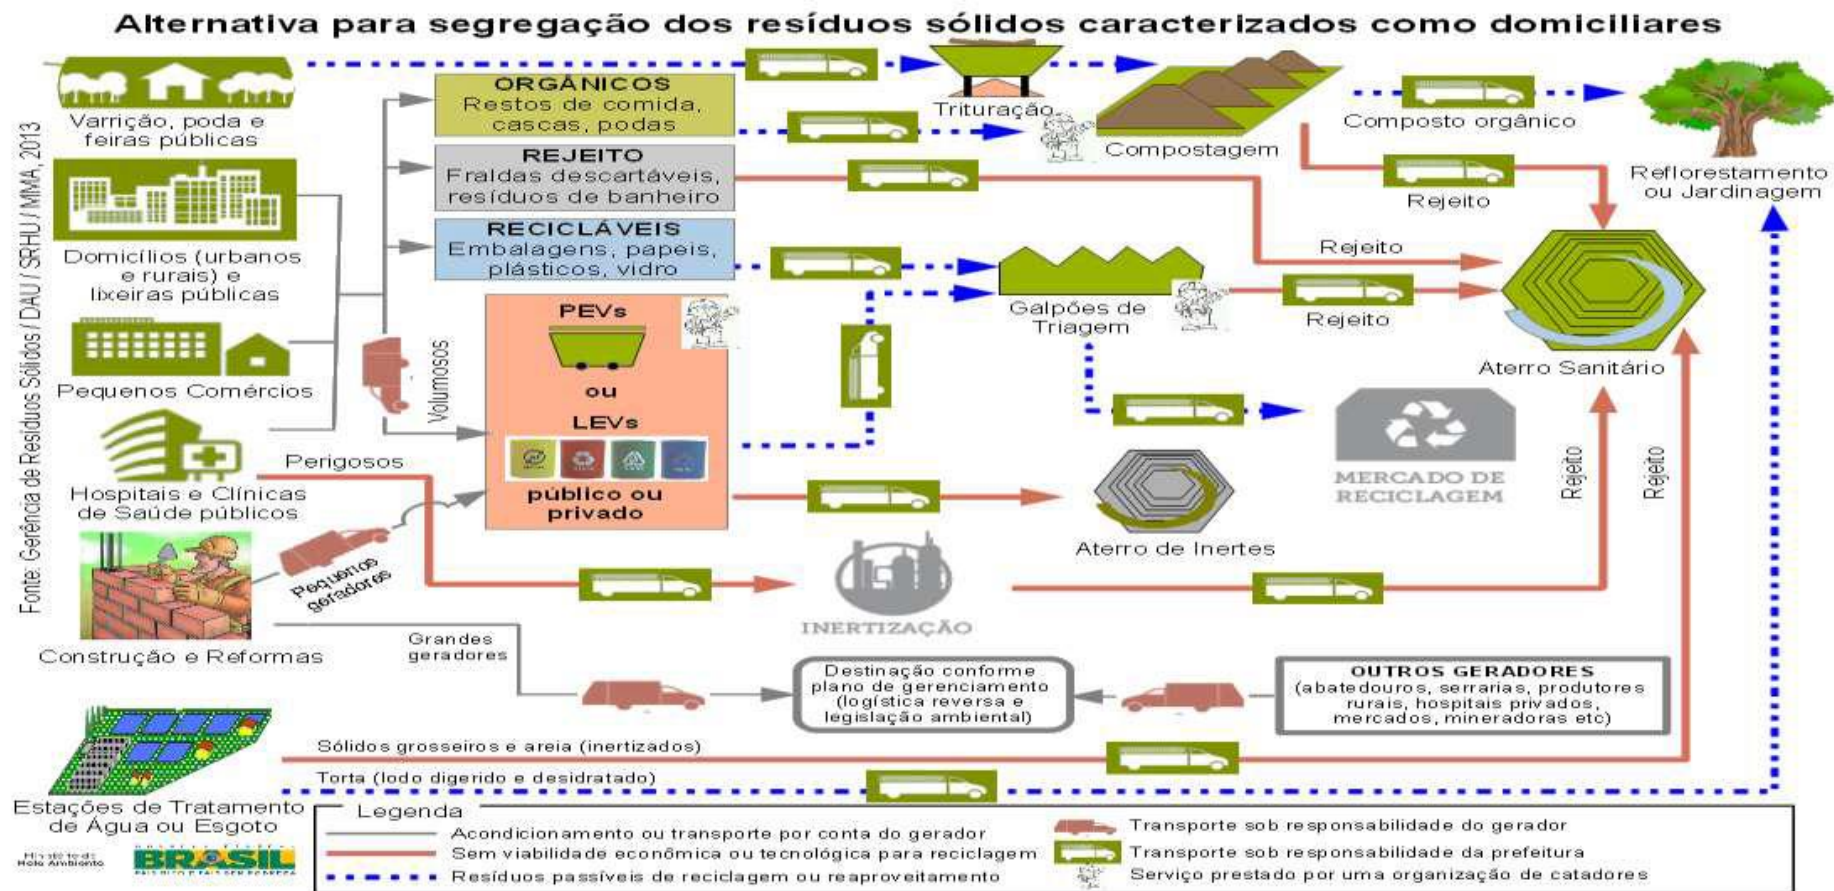 Alternativa para segregação dos resíduos sólidos caracterizados como domiciliares
Fonte: Gerência de Resíduos Sólidos / DAU / SRHU / MMA, 2013
Varrição, poda e
feiras públicas
Domicílios (urbanos
e rurais) e
lixeiras públicas
Pequenos Comércios
Hospitais e Clínicas
de Saúde públicos
Construção e Reformas
Estações de Tratamento
de Água ou Esgoto
ORGÂNICOS
Restos de comida,
cascas, podas
REJEITO
Fraldas descartáveis,
resíduos de banheiro
RECICLÁVEIS
Embalagens, papeis,
plásticos, vidro
Volumosos
PEVs
ou
LEVs
público ou
privado
Perigosos
Pequenos
geradores
Grandes
geradores
Trituração
Compostagem
Composto orgânico
Reflorestamento
ou Jardinagem
Rejeito
Rejeito
Galpões de
Triagem
Rejeito
Aterro Sanitário
MERCADO DE
RECICLAGEM
Rejeito
Rejeito
Aterro de Inertes
INERTIZAÇÃO
Destinação conforme
plano de gerenciamento
(logística reversa e
legislação ambiental)
OUTROS GERADORES
(abatedouros, serrarias, produtores
rurais, hospitais privados,
mercados, mineradoras etc)
Sólidos grosseiros e areia (inertizados)
Torta (lodo digerido e desidratado)
Legenda
Acondicionamento ou transporte por conta do gerador
Sem viabilidade econômica ou tecnológica para reciclagem
Resíduos passíveis de reciclagem ou reaproveitamento
Transporte sob responsabilidade do gerador
Transporte sob responsabilidade da prefeitura
Serviço prestado por uma organização de catadores
Ministério do
Meio Ambiente
BRASIL